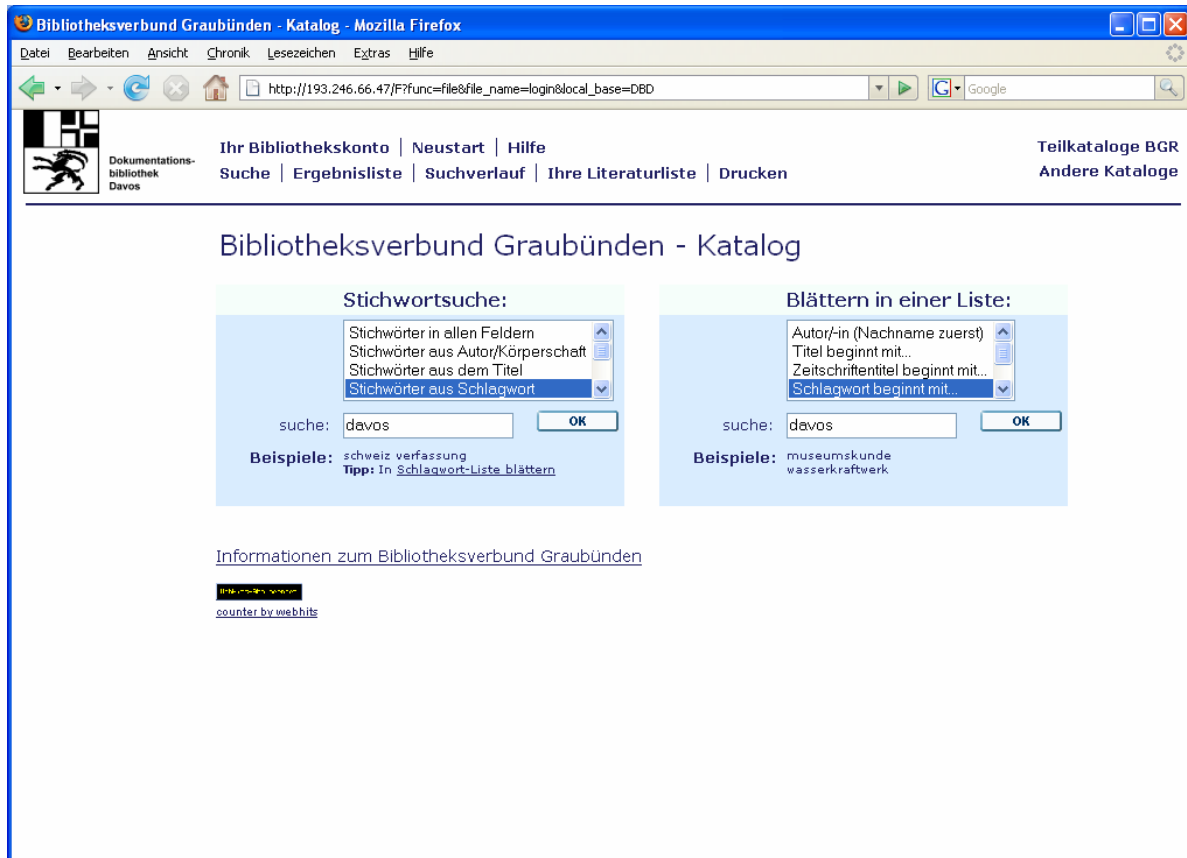 Bibliotheksverbund Graubünden - Katalog - Mozilla Firefox
Datei Bearbeiten Ansicht Chronik Lesezeichen Extras Hilfe
http://193.246.66.47/F?func=file&file_name=login&local_base=DBD
G Google
Dokumentations-
bibliothek
Davos
Ihr Bibliothekskonto | Neustart | Hilfe
Teilkataloge BGR
Suche | Ergebnisliste | Suchverlauf | Ihre Literaturliste | Drucken
Andere Kataloge
Bibliotheksverbund Graubünden - Katalog
Stichwortsuche:
Stichwörter in allen Feldern
Stichwörter aus Autor/Körperschaft
Stichwörter aus dem Titel
Stichwörter aus Schlagwort
suche: davos OK
Beispiele: schweiz verfassung
Tipp: In Schlagwort-Liste blättern
Blättern in einer Liste:
Autor/-in (Nachname zuerst)
Titel beginnt mit...
Zeitschriftentitel beginnt mit...
Schlagwort beginnt mit...
suche: davos OK
Beispiele: museumskunde
wasserkraftwerk
Informationen zum Bibliotheksverbund Graubünden
counter by webhits